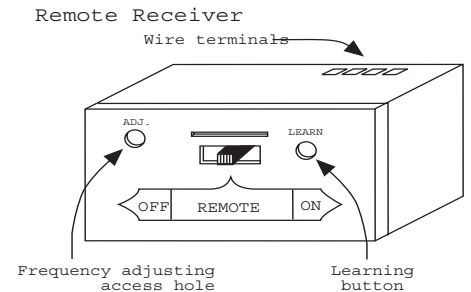 Remote Receiver
Wire terminals
ADJ.
LEARN
OFF REMOTE ON
Frequency adjusting
access hole
Learning
button